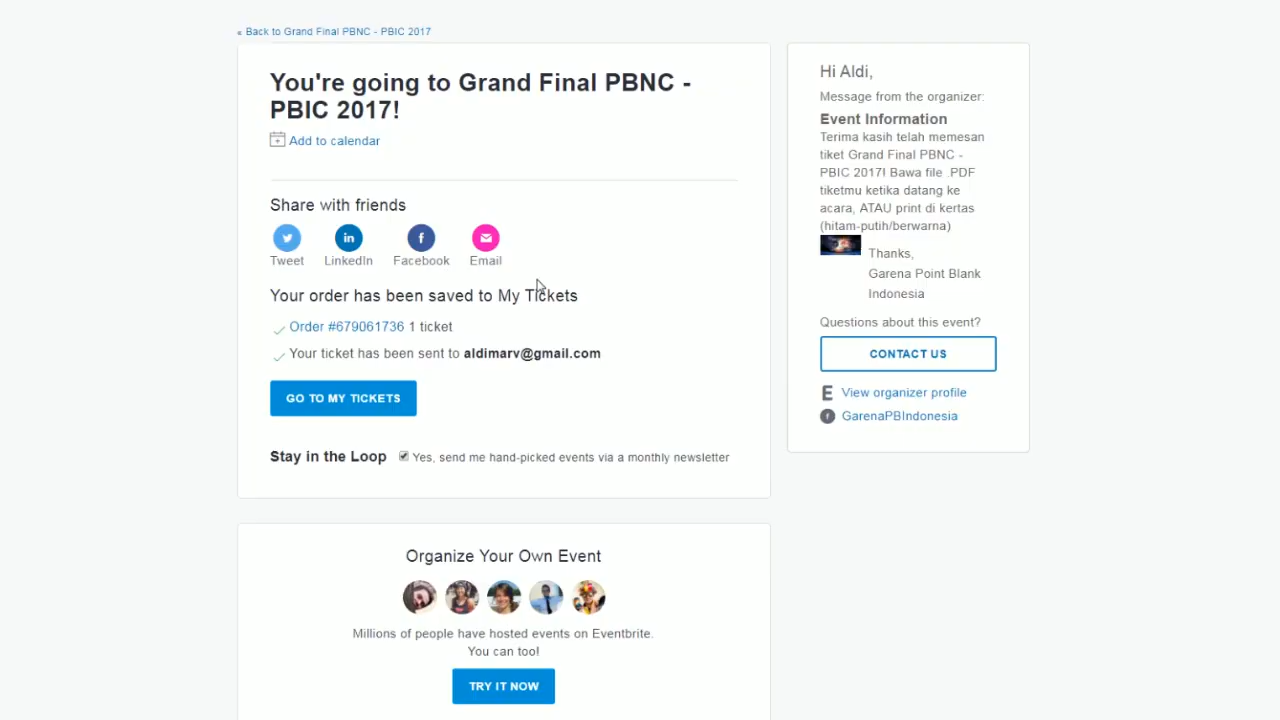 « Back to Grand Final PBNC - PBIC 2017
You're going to Grand Final PBNC -
PBIC 2017!
Add to calendar
Share with friends
Tweet LinkedIn Facebook Email
Your order has been saved to My Tickets
Order #679061736 1 ticket
Your ticket has been sent to aldimarv@gmail.com
GO TO MY TICKETS
Stay in the Loop Yes, send me hand-picked events via a monthly newsletter
Organize Your Own Event
Millions of people have hosted events on Eventbrite.
You can too!
TRY IT NOW
Hi Aldi,
Message from the organizer:
Event Information
Terima kasih telah memesan
tiket Grand Final PBNC -
PBIC 2017! Bawa file .PDF
tiketmu ketika datang ke
acara, ATAU print di kertas
(hitam-putih/berwarna)
Thanks,
Garena Point Blank
Indonesia
Questions about this event?
CONTACT US
View organizer profile
GarenaPBIndonesia